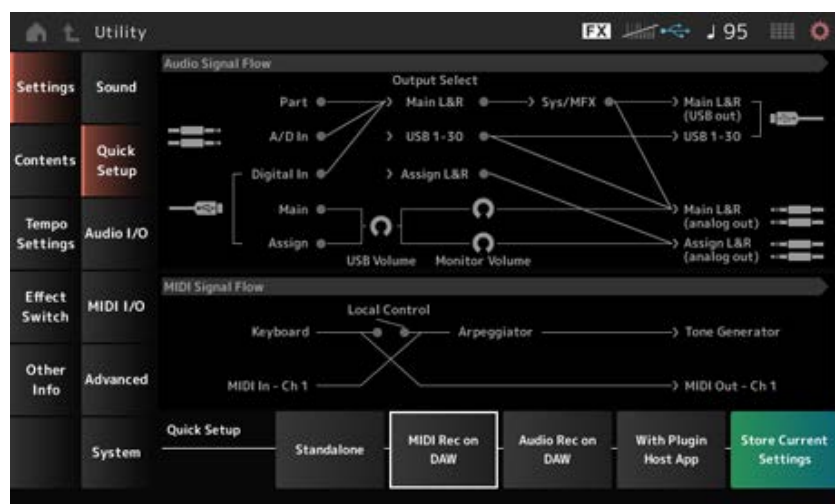 Utility
FX
♩ 95
Settings
Contents
Tempo
Settings
Effect
Switch
Other
Info
Sound
Quick
Setup
Audio I/O
MIDI I/O
Advanced
System
Audio Signal Flow
Output Select
Part
Main L&R
Sys/MFX
Main L&R
(USB out)
A/D In
USB 1-30
USB 1-30
Digital In
Assign L&R
Main
Main L&R
(analog out)
Assign
Assign L&R
(analog out)
USB Volume
Monitor Volume
MIDI Signal Flow
Local Control
Keyboard
Arpeggiator
Tone Generator
MIDI In - Ch 1
MIDI Out - Ch 1
Quick Setup
Standalone
MIDI Rec on
DAW
Audio Rec on
DAW
With Plugin
Host App
Store Current
Settings